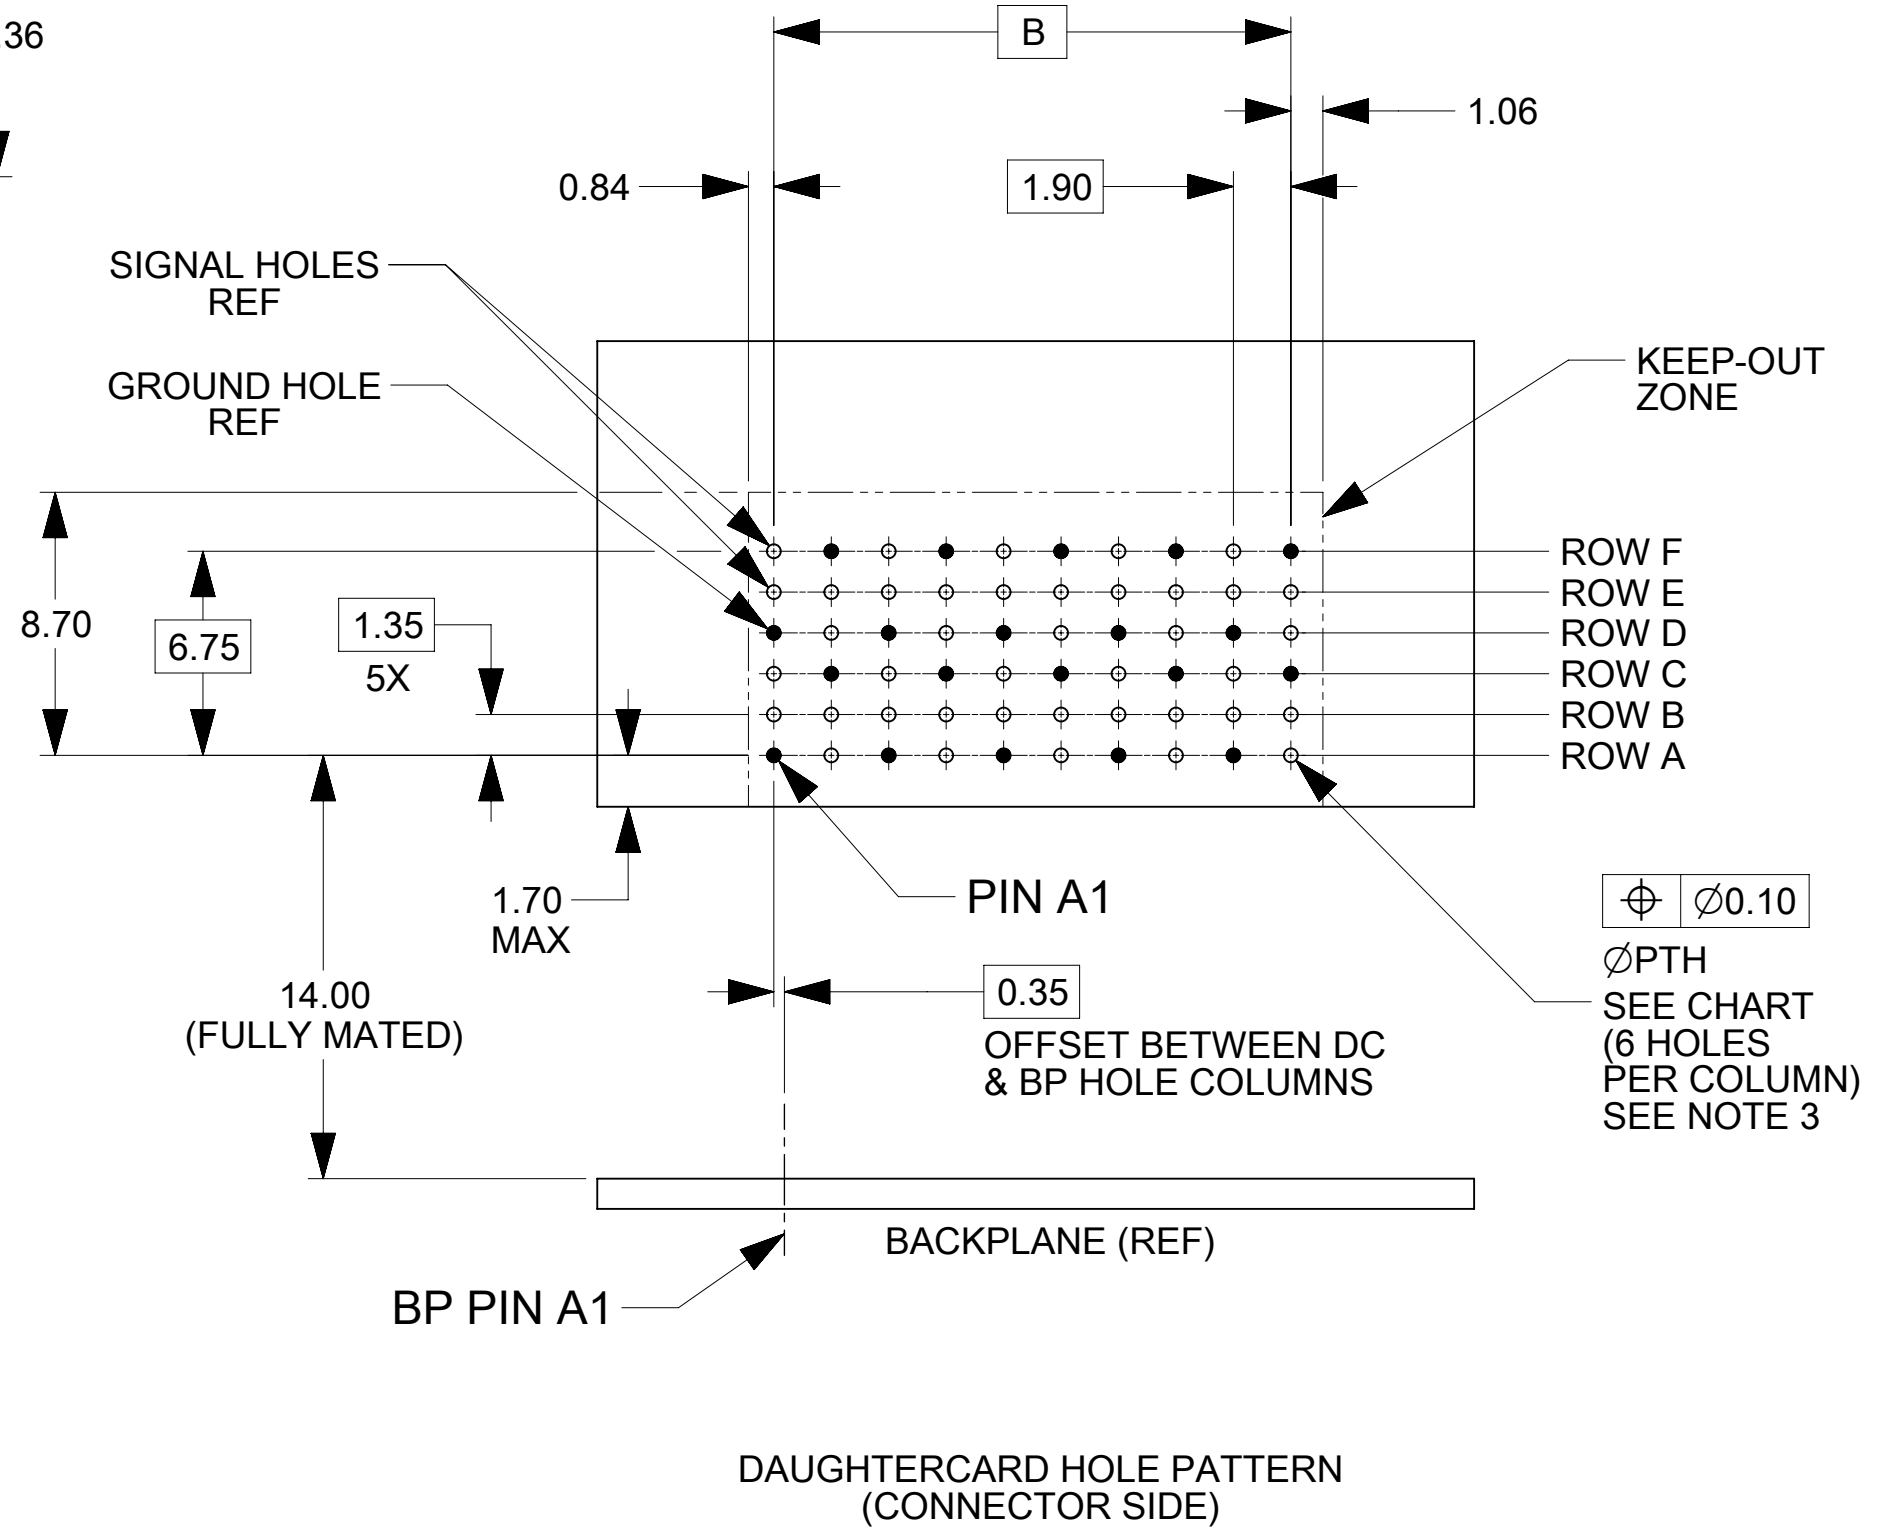 .36
B
1.06
0.84
1.90
SIGNAL HOLES
REF
GROUND HOLE
REF
KEEP-OUT
ZONE
8.70
6.75
1.35
5X
ROW F
ROW E
ROW D
ROW C
ROW B
ROW A
1.70
MAX
PIN A1
⌖ ∅0.10
∅PTH
SEE CHART
(6 HOLES
PER COLUMN)
SEE NOTE 3
14.00
(FULLY MATED)
0.35
OFFSET BETWEEN DC
& BP HOLE COLUMNS
BACKPLANE (REF)
BP PIN A1
DAUGHTERCARD HOLE PATTERN
(CONNECTOR SIDE)